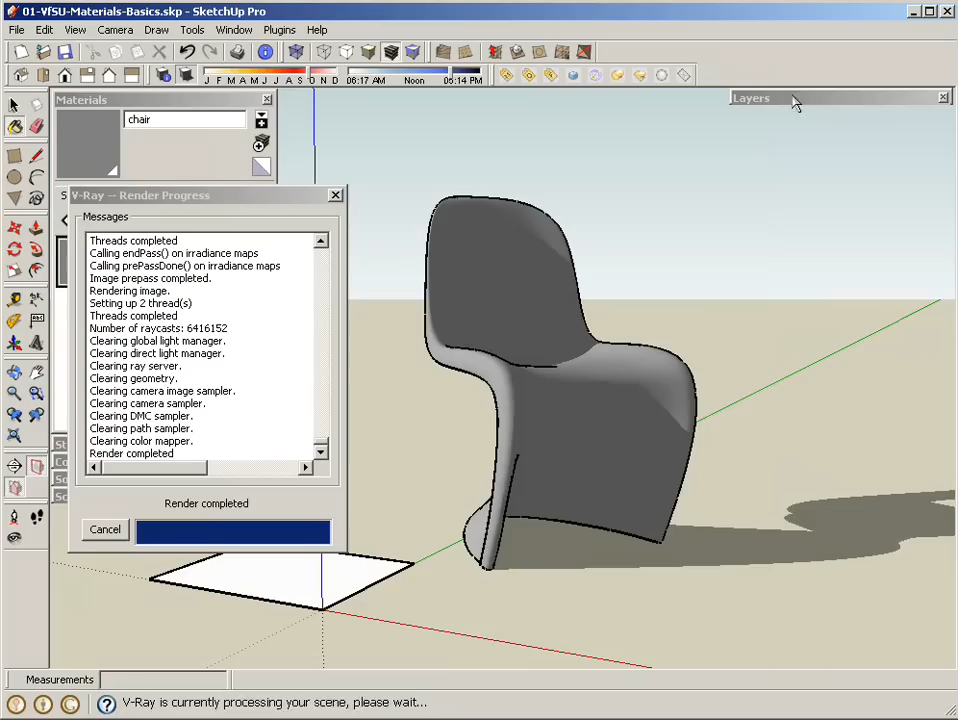 01-VfSU-Materials-Basics.skp - SketchUp Pro
File Edit View Camera Draw Tools Window Plugins Help
J F M A M J J A S O N D 06:17 AM Noon 05:14 PM
Materials
Layers
chair
V-Ray -- Render Progress
Messages
Threads completed
Calling endPass() on irradiance maps
Calling prePassDone() on irradiance maps
Image prepass completed.
Rendering image.
Setting up 2 thread(s)
Threads completed
Number of raycasts: 6416152
Clearing global light manager.
Clearing direct light manager.
Clearing ray server.
Clearing geometry.
Clearing camera image sampler.
Clearing camera sampler.
Clearing DMC sampler.
Clearing path sampler.
Clearing color mapper.
Render completed
Render completed
Cancel
Measurements
V-Ray is currently processing your scene, please wait...